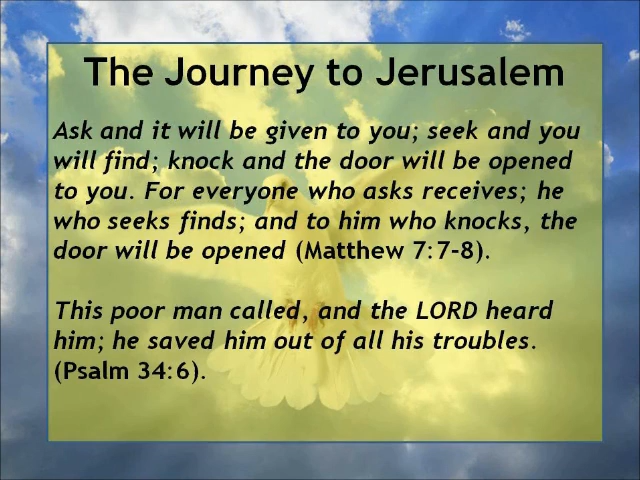 The Journey to Jerusalem
Ask and it will be given to you; seek and you
will find; knock and the door will be opened
to you. For everyone who asks receives; he
who seeks finds; and to him who knocks, the
door will be opened (Matthew 7:7-8).
This poor man called, and the LORD heard
him; he saved him out of all his troubles.
(Psalm 34:6).